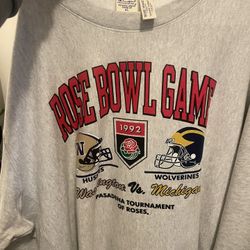 ROSE BOWL GAME
1992
W
HUSKIES
WOLVERINES
Washington Vs. Michigan
PASADENA TOURNAMENT
OF ROSES.